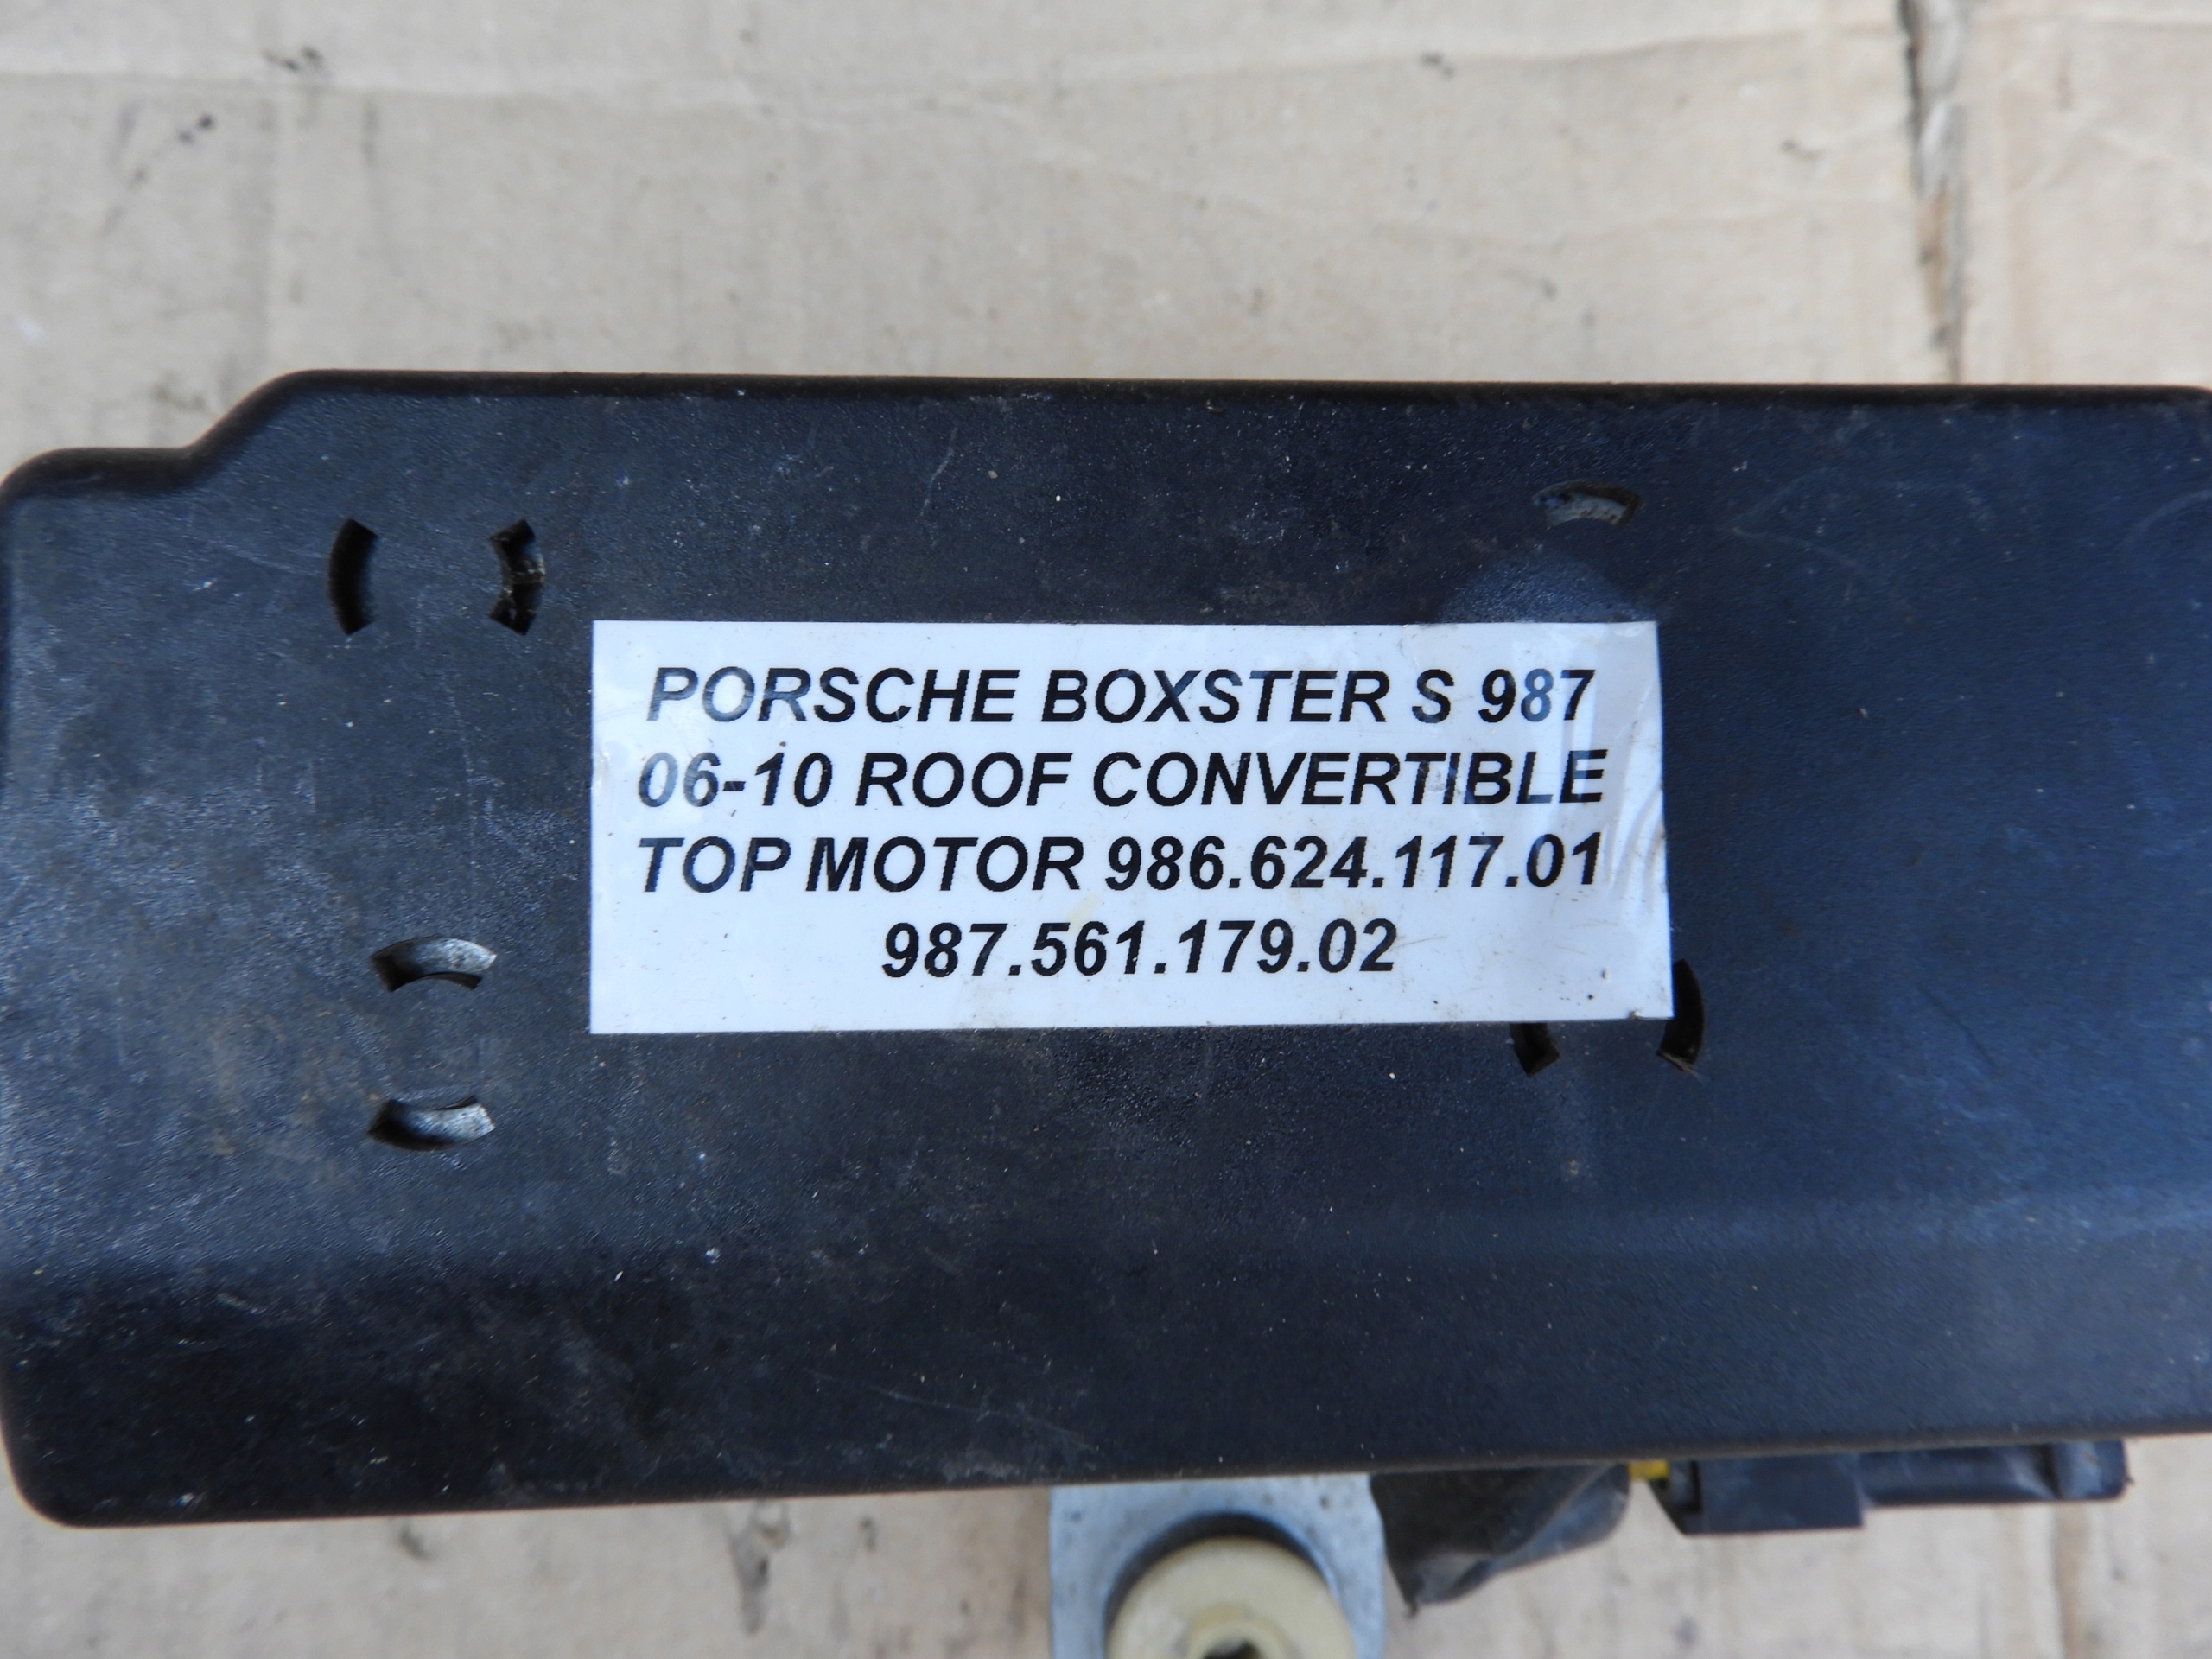 PORSCHE BOXSTER S 987
06-10 ROOF CONVERTIBLE
TOP MOTOR 986.624.117.01
987.561.179.02